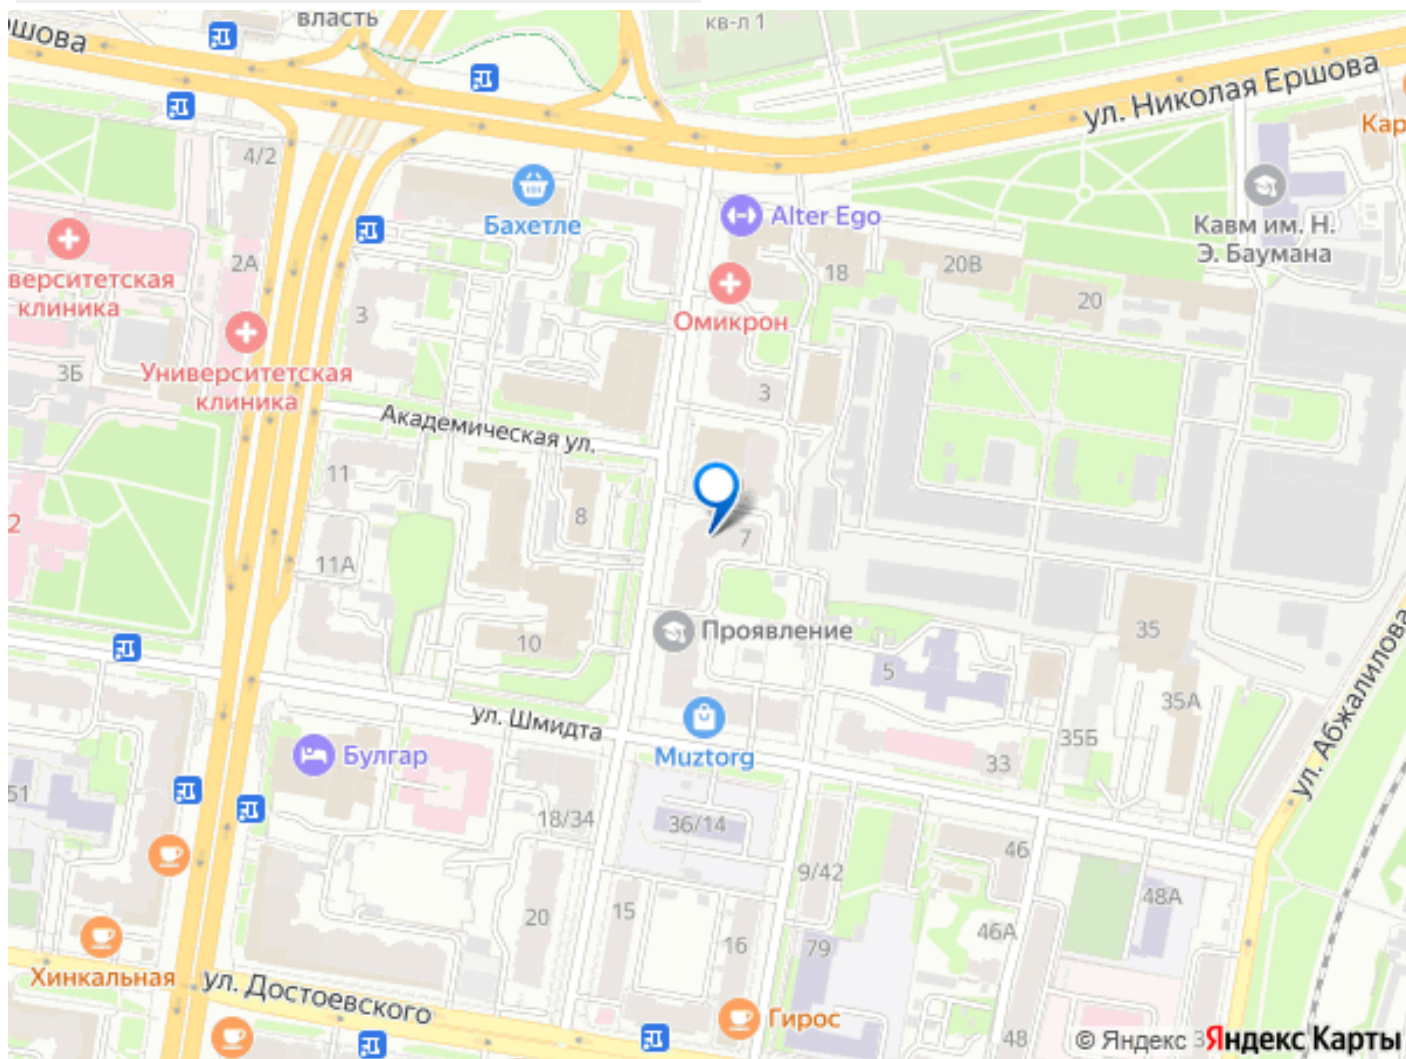 власть
кв-л 1
ршова
ул. Николая Ершова
Кар
4/2
Бахетле
Alter Ego
Кавм им. Н.
Э. Баумана
верситетская
клиника
2А
18
20В
20
3
Омикрон
Университетская
клиника
3Б
3
Академическая ул.
11
8
7
2
11А
10
Проявление
35
5
35А
ул. Абжалилова
ул. Шмидта
Muztorg
35Б
33
Булгар
51
18/34
36/14
46
9/42
48А
20
15
16
79
46А
Хинкальная
ул. Достоевского
Гирос
48
© Яндекс
3
Яндекс Карты